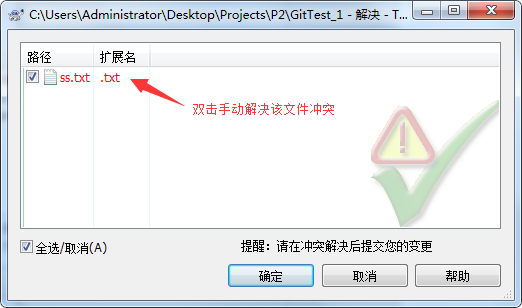 C:\Users\Administrator\Desktop\Projects\P2\GitTest_1 - 解决 - T...
路径 扩展名
ss.txt .txt
双击手动解决该文件冲突
全选/取消(A) 提醒：请在冲突解决后提交您的变更
确定 取消 帮助